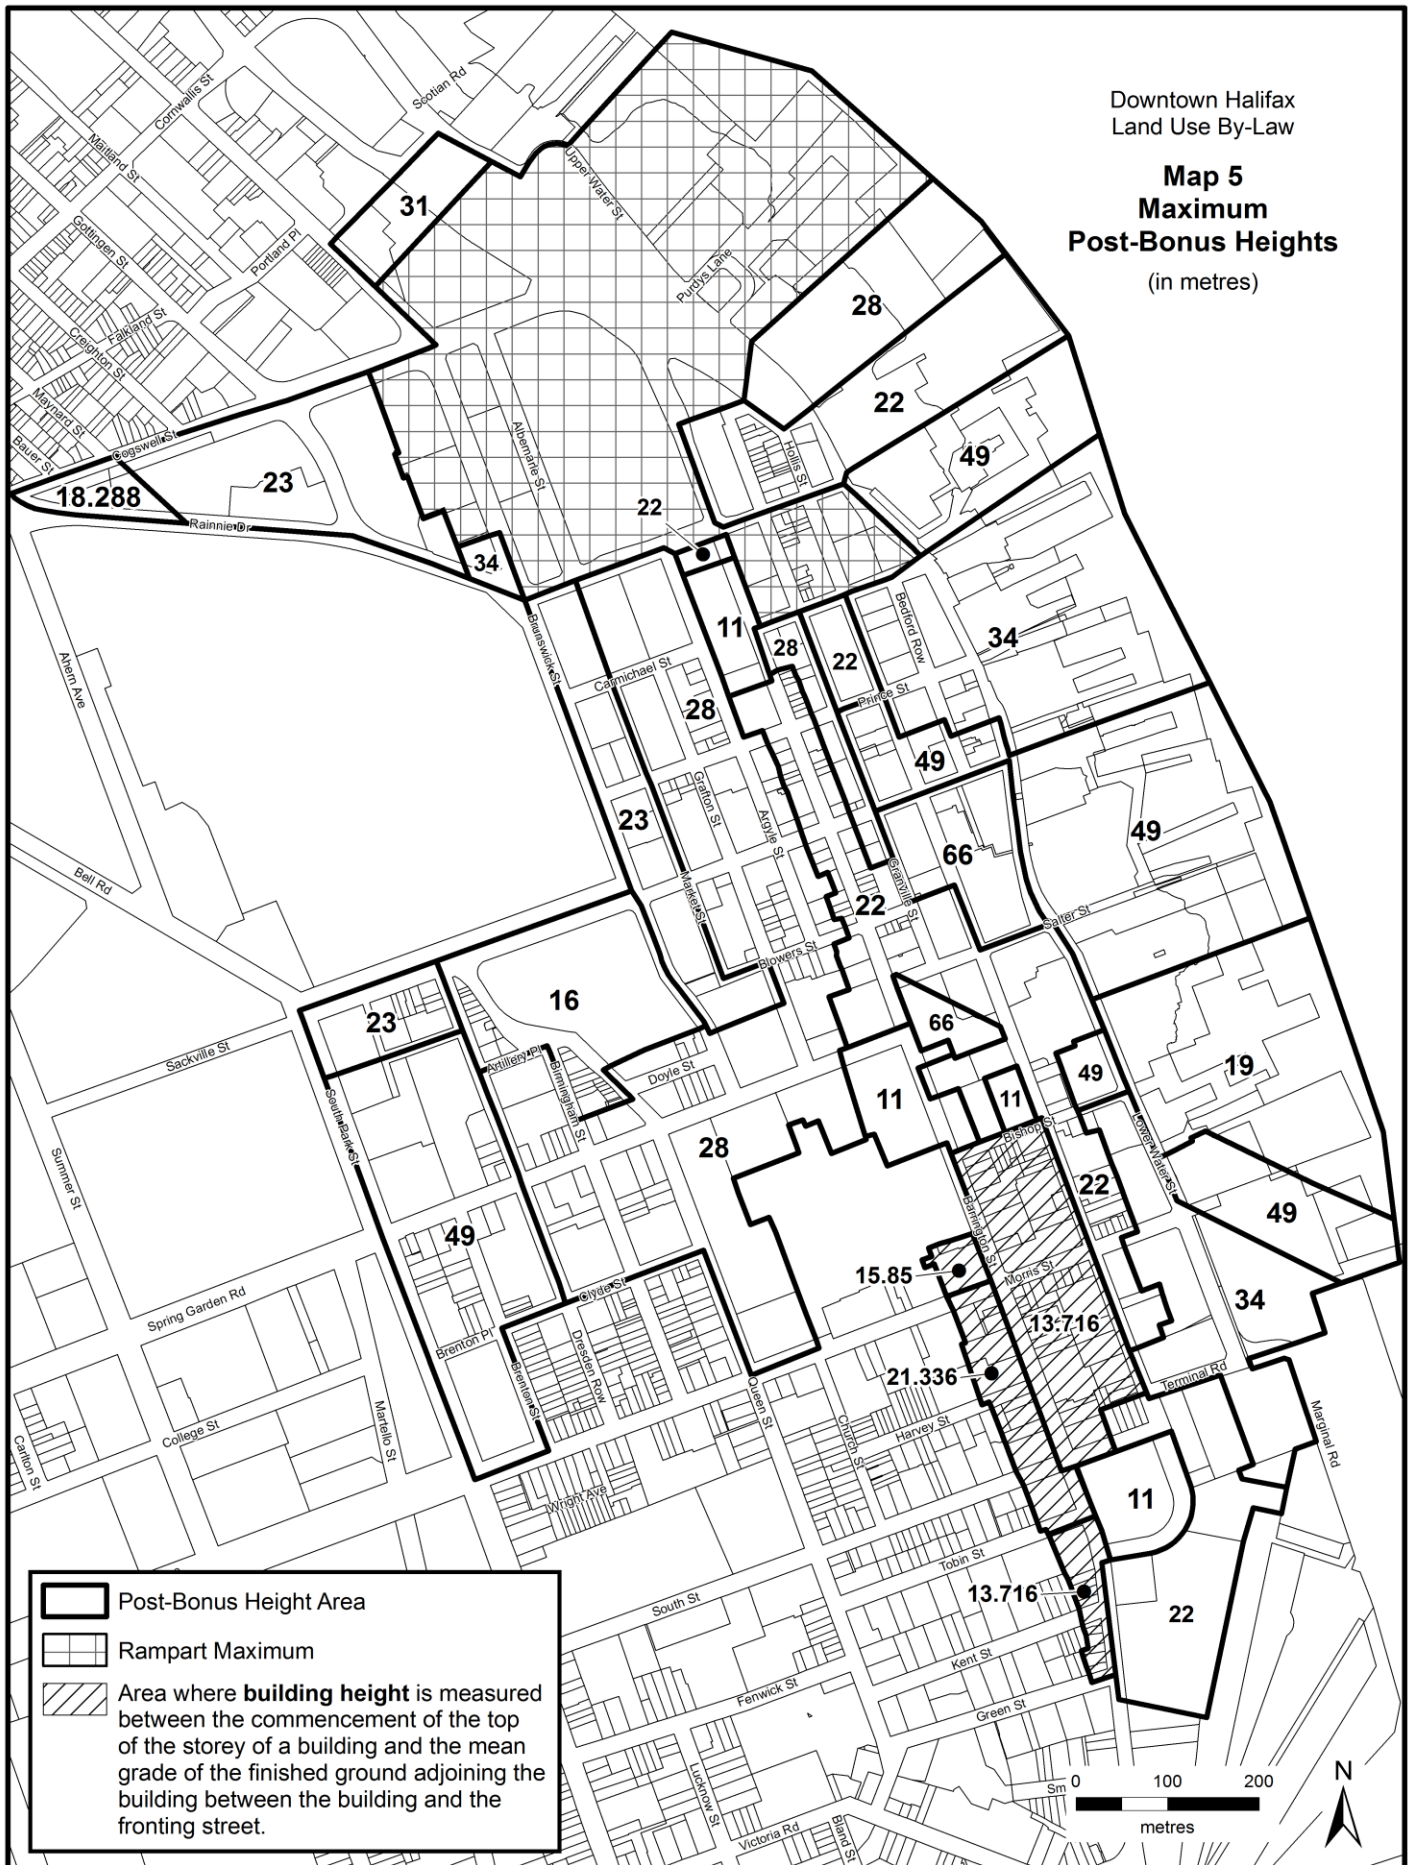 Downtown Halifax
Land Use By-Law
Map 5
Maximum
Post-Bonus Heights
(in metres)
Scotian Rd
Cornwallis St
Maitland St
Upper Water St
31
Gottingen St
Portland Pl
Purdys Lane
28
Falkland St
Creighton St
22
Maynard St
Albemarle St
Bauer St
Cogswell St
Hollis St
49
23
18.288
22
Rainnie Dr
34
Bedford Row
11
34
Brunswick St
28
22
Ahern Ave
Carmichael St
Prince St
28
49
Grafton St
23
Argyle St
49
66
Bell Rd
Granville St
Market St
22
Salter St
Blowers St
16
23
66
Sackville St
Artillery Pl
Doyle St
49
19
Birmingham St
11
11
South Park St
Bishop St
Lower Water St
28
Summer St
22
49
49
Barrington St
15.85
Morris St
Clyde St
34
Spring Garden Rd
13.716
Brenton Pl
Dresden Row
21.336
Terminal Rd
Brenton St
Queen St
Marginal Rd
College St
Martello St
Church St
Harvey St
Carlton St
Wright Ave
11
Tobin St
13.716
South St
22
Kent St
Fenwick St
Green St
Lucknow St
Sm
Victoria Rd
Bland St
Post-Bonus Height Area
Rampart Maximum
Area where building height is measured
between the commencement of the top
of the storey of a building and the mean
grade of the finished ground adjoining the
building between the building and the
fronting street.
N
0 100 200
metres